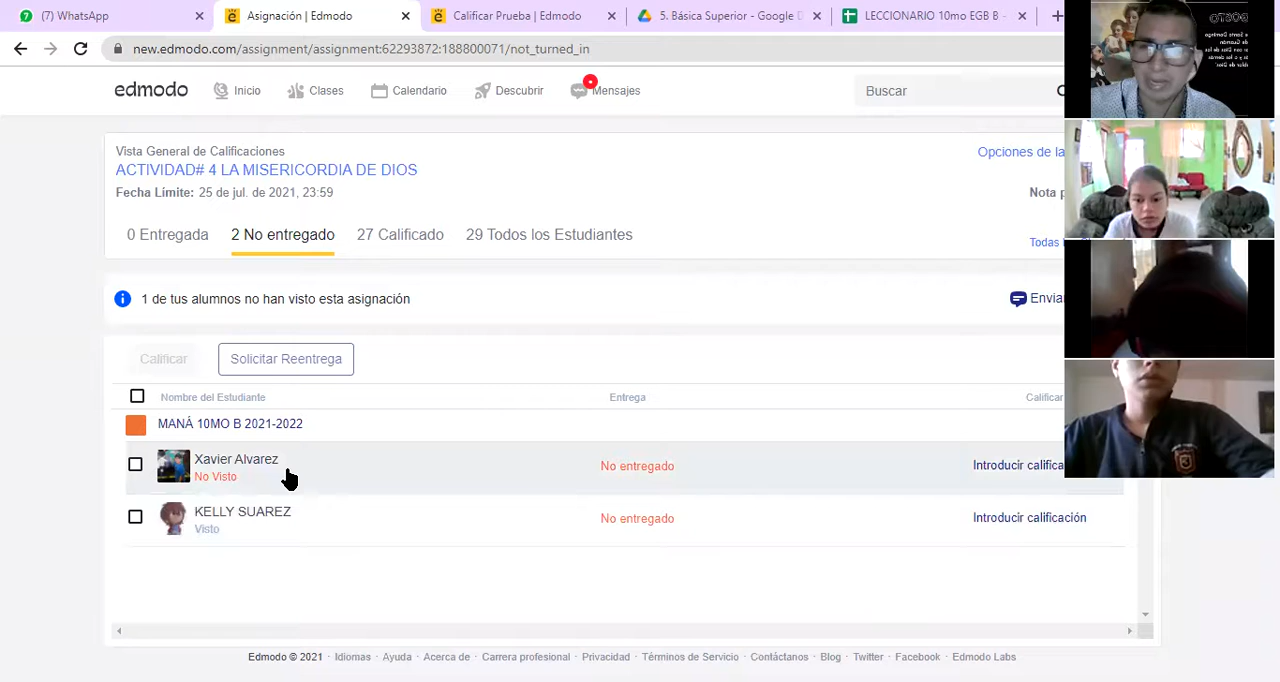 (7) WhatsApp
Asignación | Edmodo
Edmodo
5. Básica Superior - Google D
LECCIONARIO 10mo EGB B -
new.edmodo.com/assignment/assignment:62293872:188800071/not_turned_in
edmodo
Inicio
Clases
Calendario
Descubrir
Mensajes
Buscar
Vista General de Calificaciones
ACTIVIDAD# 4 LA MISERICORDIA DE DIOS
Fecha Límite: 25 de jul. de 2021, 23:59
Opciones de la
Nota p
0 Entregada
2 No entregado
27 Calificado
29 Todos los Estudiantes
Todas
1 de tus alumnos no han visto esta asignación
Enviar
Calificar
Solicitar Reentrega
Nombre del Estudiante
Entrega
Calificar
MANÁ 10MO B 2021-2022
Xavier Alvarez
No Visto
No entregado
Introducir califica
KELLY SUAREZ
Visto
No entregado
Introducir calificación
Edmodo © 2021 · Idiomas · Ayuda · Acerca de · Carrera profesional · Privacidad · Términos de Servicio · Contáctanos · Blog · Twitter · Facebook · Edmodo Labs